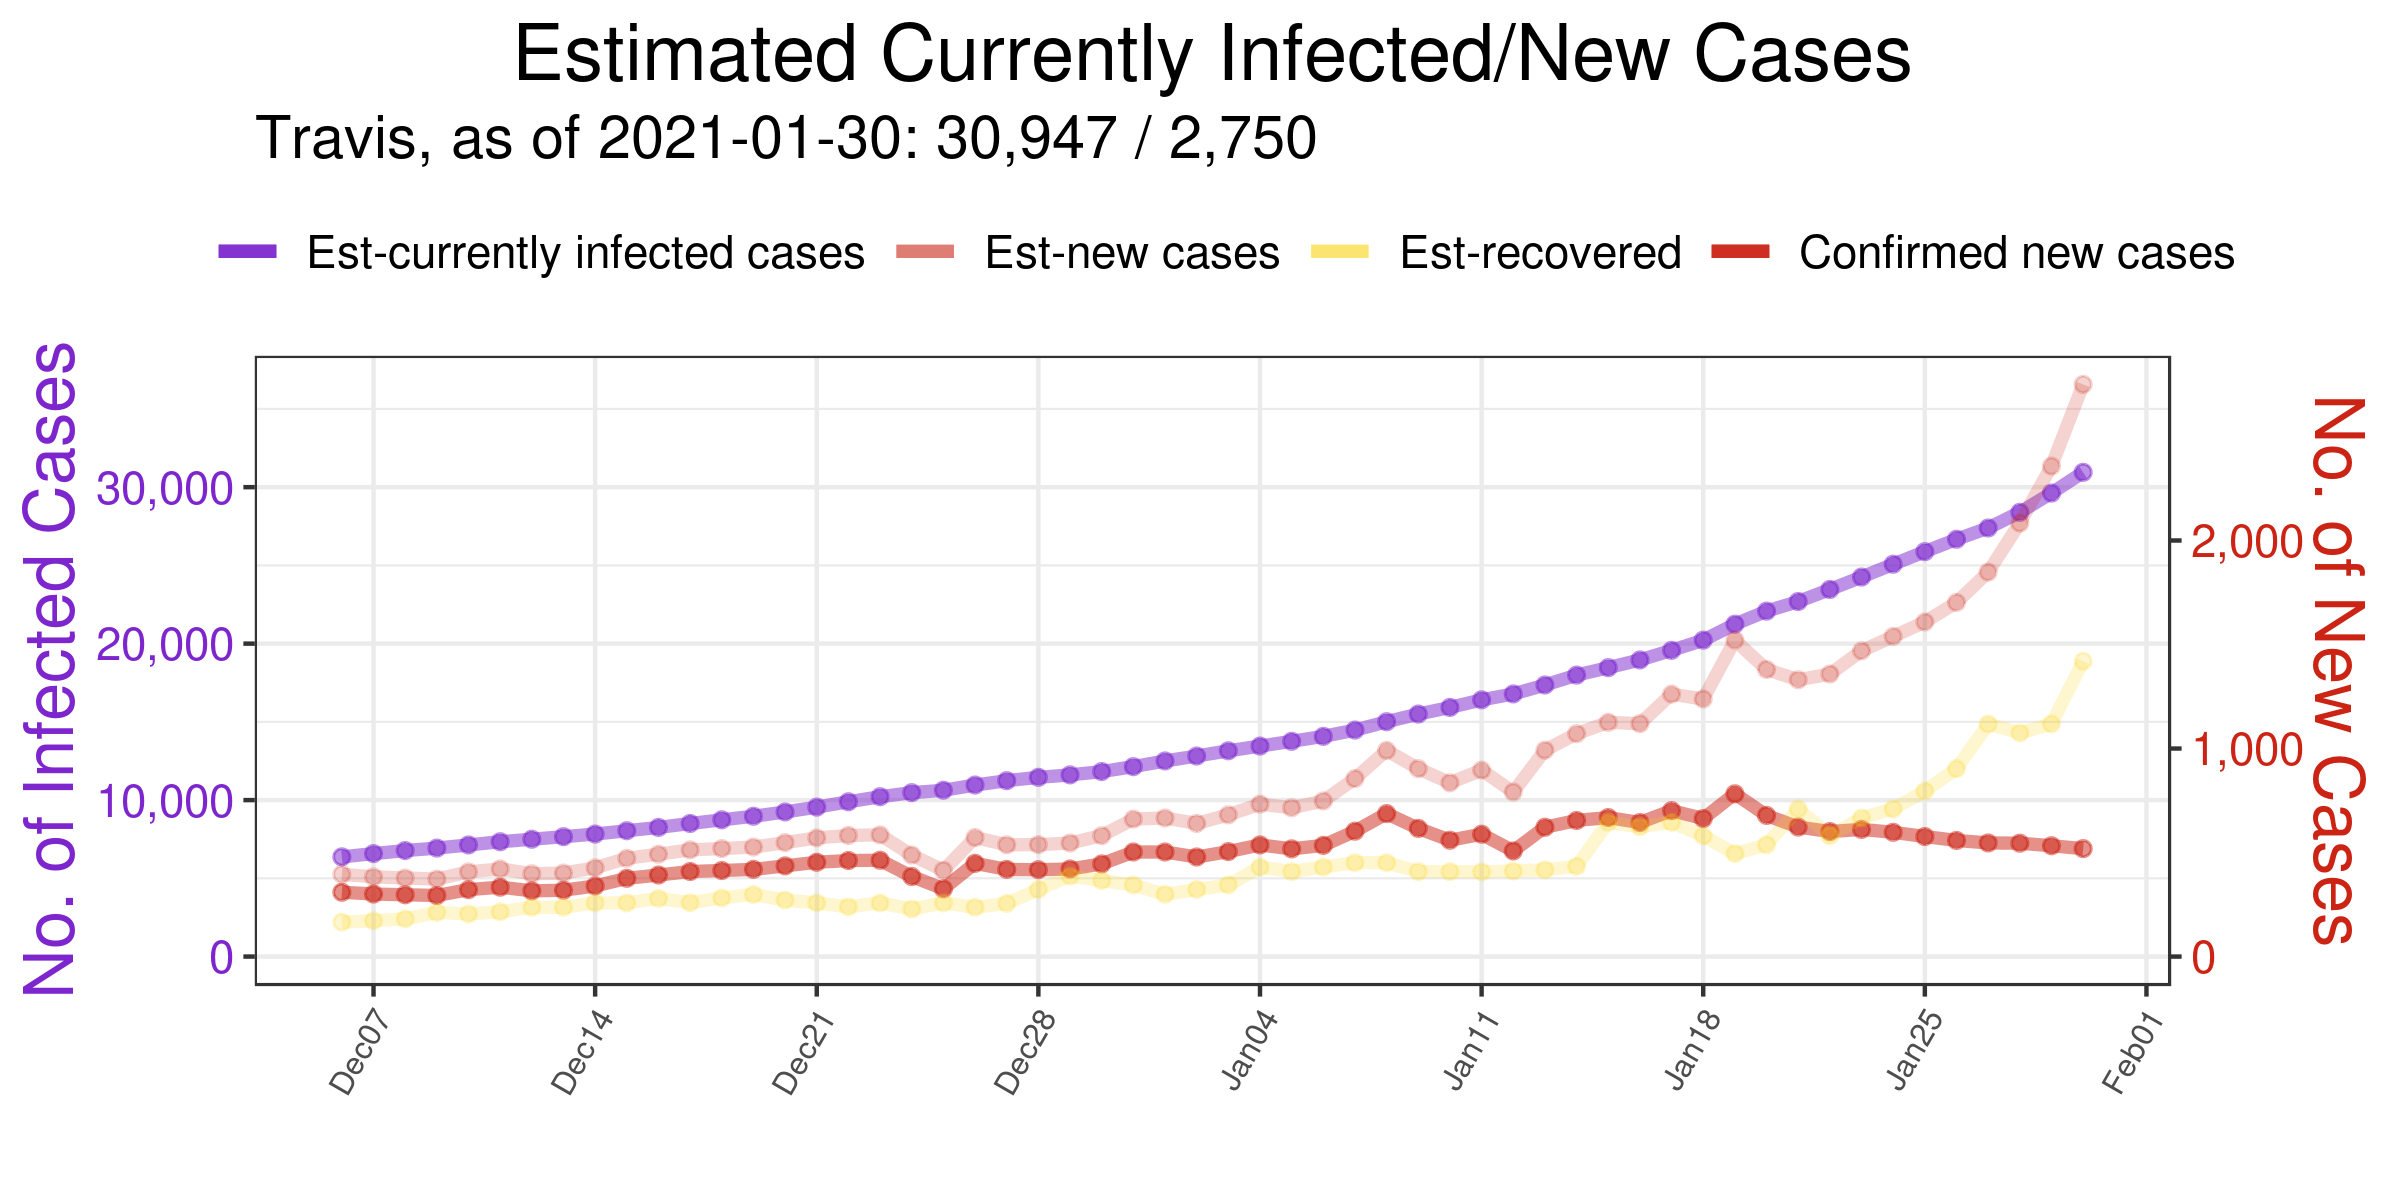 Estimated Currently Infected/New Cases
Travis, as of 2021-01-30: 30,947 / 2,750
Est-currently infected cases Est-new cases Est-recovered Confirmed new cases
No. of Infected Cases
30,000
20,000
10,000
0
2,000
1,000
0
No. of New Cases
Dec07 Dec14 Dec21 Dec28 Jan04 Jan11 Jan18 Jan25 Feb01